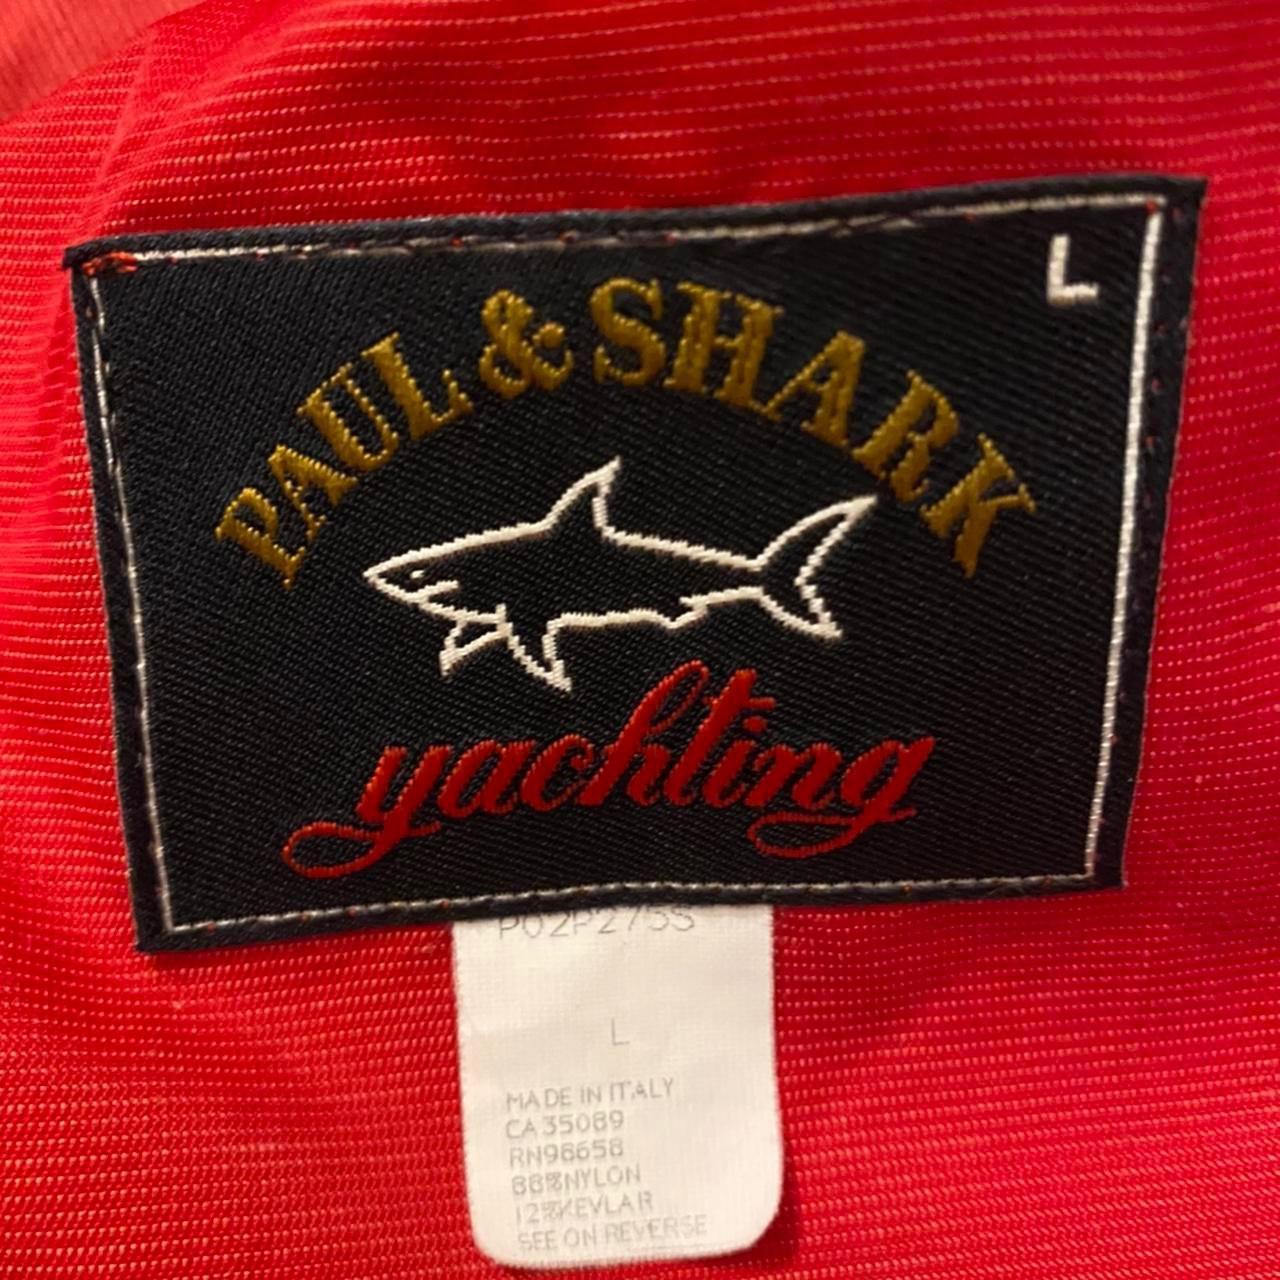 L
PAUL & SHARK
yachting
P02P275S
L
MADE IN ITALY
CA 35089
RN98658
88%NYLON
12%KEVLAR
SEE ON REVERSE